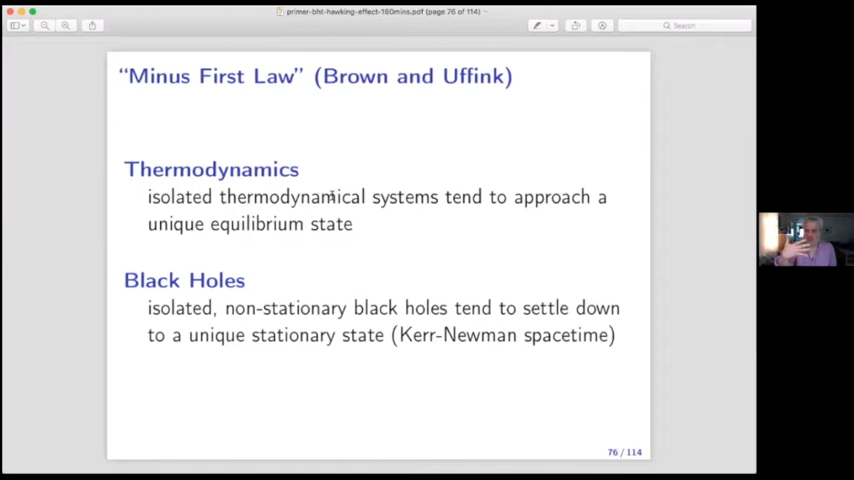 primer-bht-hawking-effect-160mins.pdf (page 76 of 114)
Search
"Minus First Law" (Brown and Uffink)
Thermodynamics
isolated thermodynamical systems tend to approach a
unique equilibrium state
Black Holes
isolated, non-stationary black holes tend to settle down
to a unique stationary state (Kerr-Newman spacetime)
76 / 114